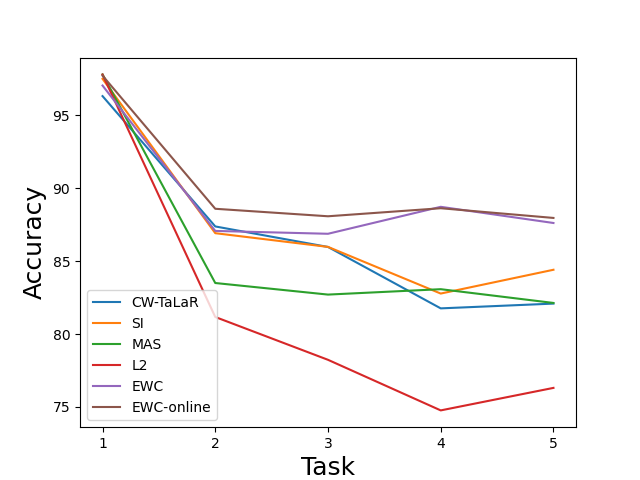 95
90
85
80
75
Accuracy
CW-TaLaR
SI
MAS
L2
EWC
EWC-online
1 2 3 4 5
Task